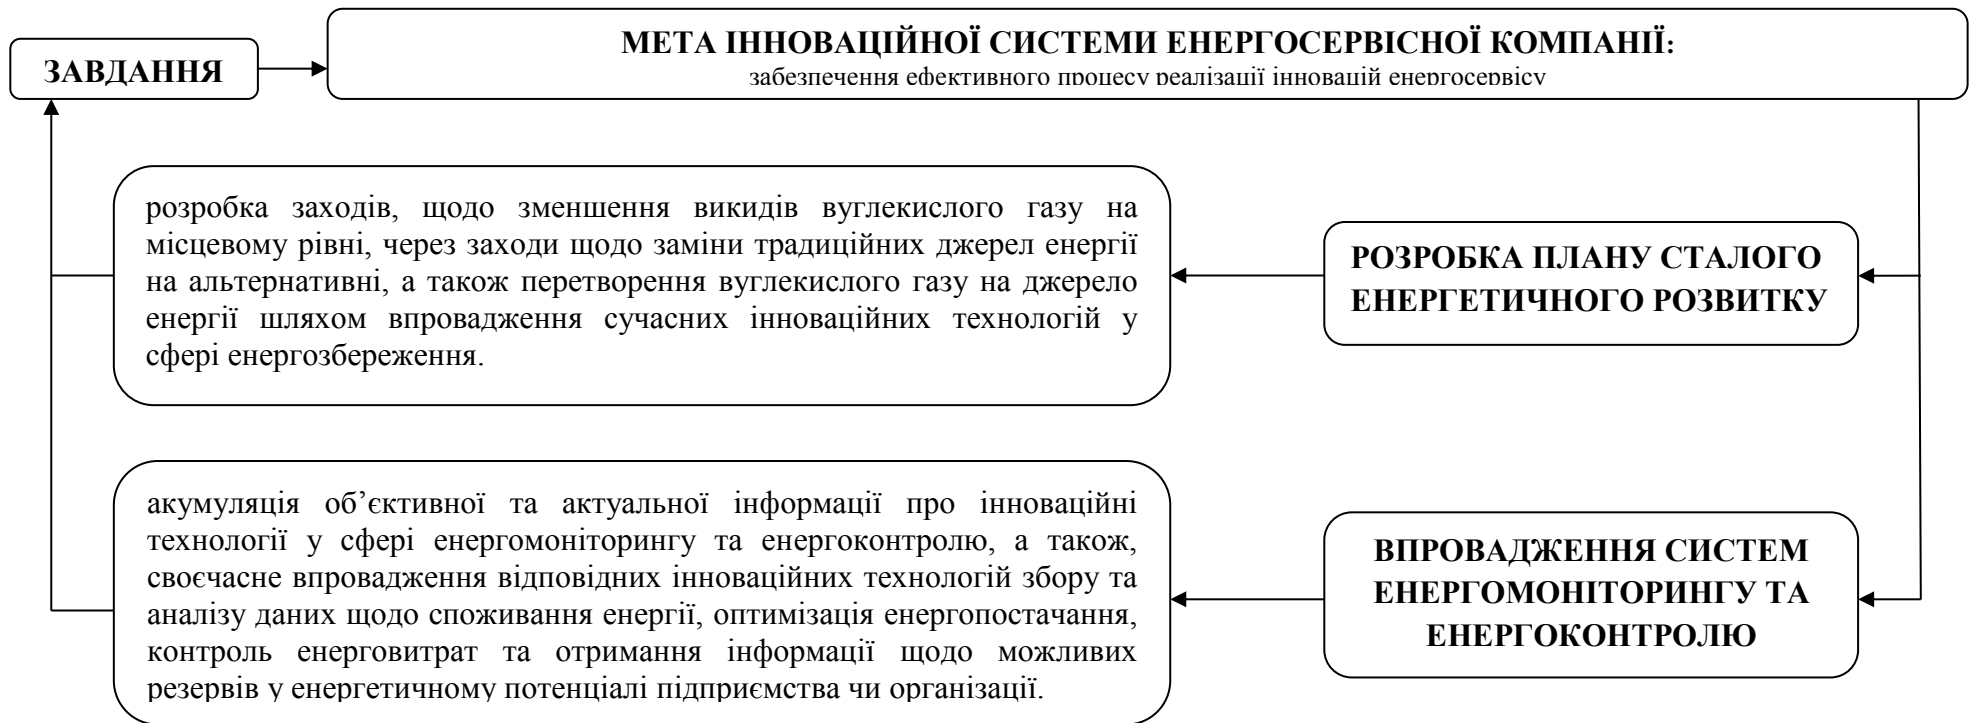 МЕТА ІННОВАЦІЙНОЇ СИСТЕМИ ЕНЕРГОСЕРВІСНОЇ КОМПАНІЇ:
забезпечення ефективного процесу реалізації інновацій енергосервісу
ЗАВДАННЯ
розробка заходів, щодо зменшення викидів вуглекислого газу на
місцевому рівні, через заходи щодо заміни традиційних джерел енергії
на альтернативні, а також перетворення вуглекислого газу на джерело
енергії шляхом впровадження сучасних інноваційних технологій у
сфері енергозбереження.
РОЗРОБКА ПЛАНУ СТАЛОГО
ЕНЕРГЕТИЧНОГО РОЗВИТКУ
акумуляція об’єктивної та актуальної інформації про інноваційні
технології у сфері енергомоніторингу та енергоконтролю, а також,
своєчасне впровадження відповідних інноваційних технологій збору та
аналізу даних щодо споживання енергії, оптимізація енергопостачання,
контроль енерговитрат та отримання інформації щодо можливих
резервів у енергетичному потенціалі підприємства чи організації.
ВПРОВАДЖЕННЯ СИСТЕМ
ЕНЕРГОМОНІТОРИНГУ ТА
ЕНЕРГОКОНТРОЛЮ